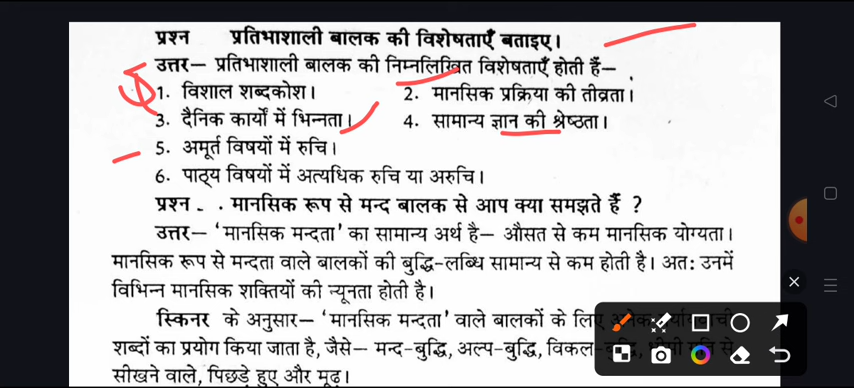 प्रश्न प्रतिभाशाली बालक की विशेषताएँ बताइए।
उत्तर– प्रतिभाशाली बालक की निम्नलिखित विशेषताएँ होती हैं–
1. विशाल शब्दकोश। 2. मानसिक प्रक्रिया की तीव्रता।
3. दैनिक कार्यों में भिन्नता। 4. सामान्य ज्ञान की श्रेष्ठता।
5. अमूर्त विषयों में रुचि।
6. पाठ्य विषयों में अत्यधिक रुचि या अरुचि।
प्रश्न . . मानसिक रूप से मन्द बालक से आप क्या समझते हैं ?
उत्तर– ‘मानसिक मन्दता’ का सामान्य अर्थ है– औसत से कम मानसिक योग्यता।
मानसिक रूप से मन्दता वाले बालकों की बुद्धि-लब्धि सामान्य से कम होती है। अत: उनमें
विभिन्न मानसिक शक्तियों की न्यूनता होती है।
स्किनर के अनुसार– ‘मानसिक मन्दता’ वाले बालकों के लिए
शब्दों का प्रयोग किया जाता है, जैसे– मन्द-बुद्धि, अल्प-बुद्धि, विकल- से
सीखने वाले, पिछड़े हुए और मूढ़।